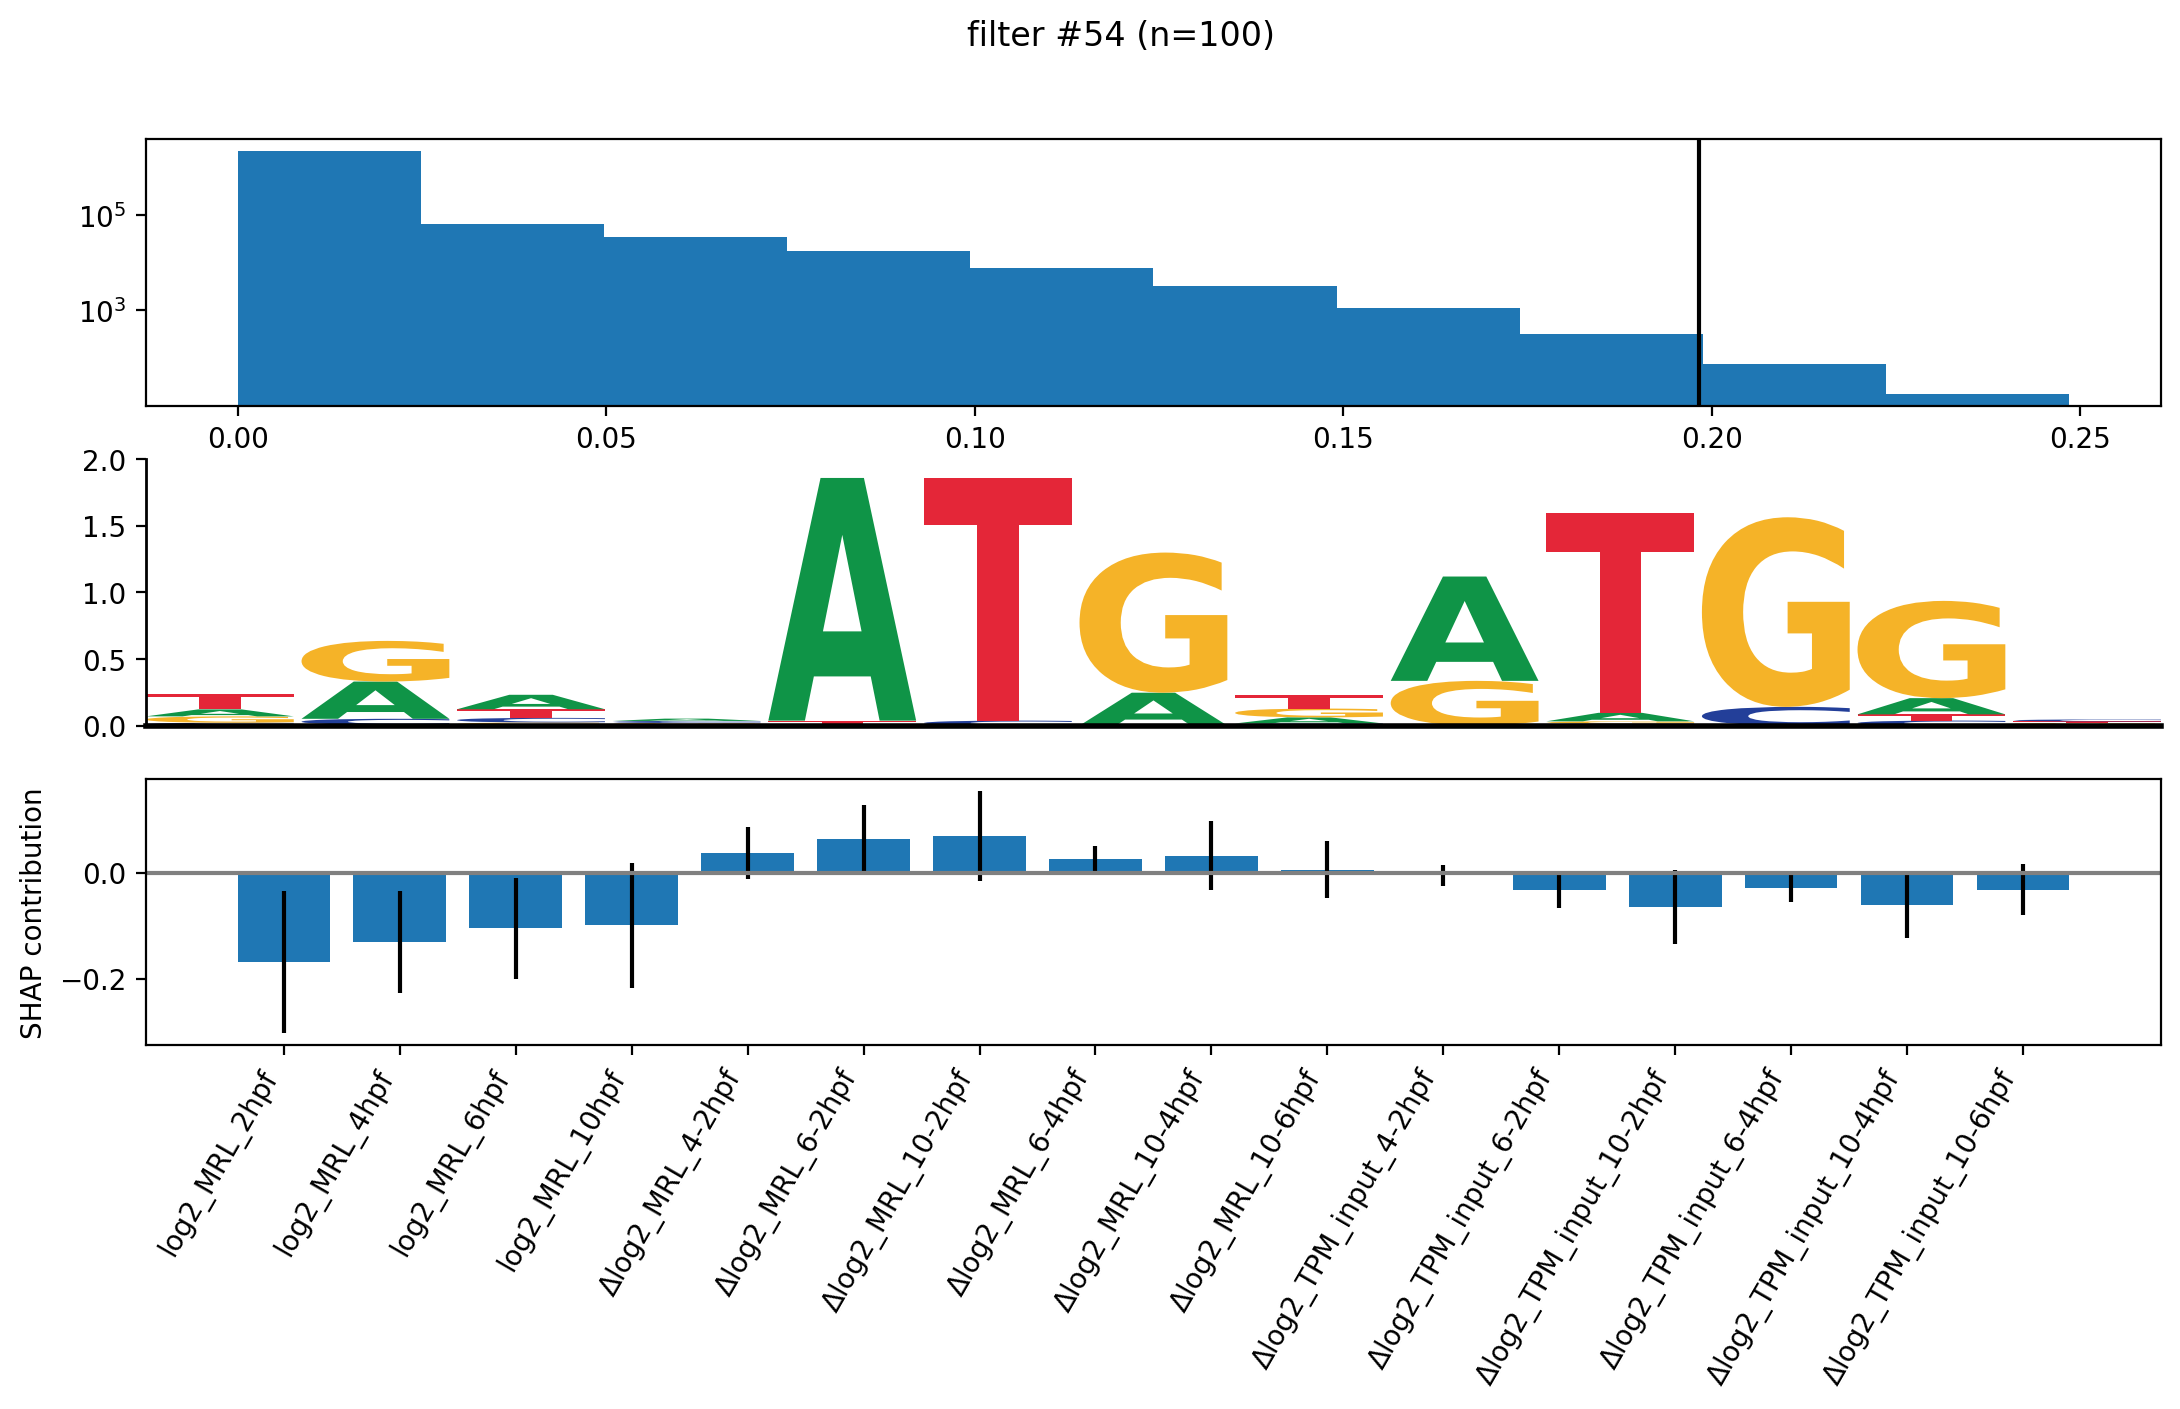 filter #54 (n=100)
10^5
10^3
0.00 0.05 0.10 0.15 0.20 0.25
2.0
1.5
1.0
0.5
0.0
SHAP contribution
0.0
−0.2
log2_MRL_2hpf
log2_MRL_4hpf
log2_MRL_6hpf
log2_MRL_10hpf
Δlog2_MRL_4-2hpf
Δlog2_MRL_6-2hpf
Δlog2_MRL_10-2hpf
Δlog2_MRL_6-4hpf
Δlog2_MRL_10-4hpf
Δlog2_MRL_10-6hpf
Δlog2_TPM_input_4-2hpf
Δlog2_TPM_input_6-2hpf
Δlog2_TPM_input_10-2hpf
Δlog2_TPM_input_6-4hpf
Δlog2_TPM_input_10-4hpf
Δlog2_TPM_input_10-6hpf